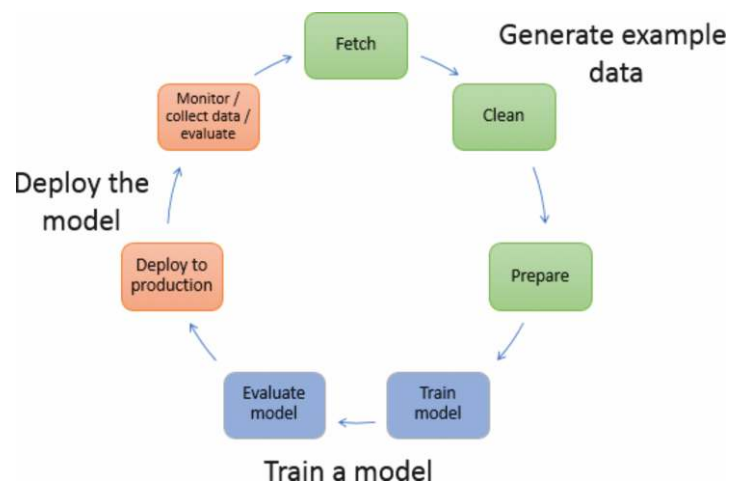 Fetch
Generate example
data
Clean
Prepare
Train
model
Train a model
Evaluate
model
Deploy to
production
Deploy the
model
Monitor /
collect data /
evaluate